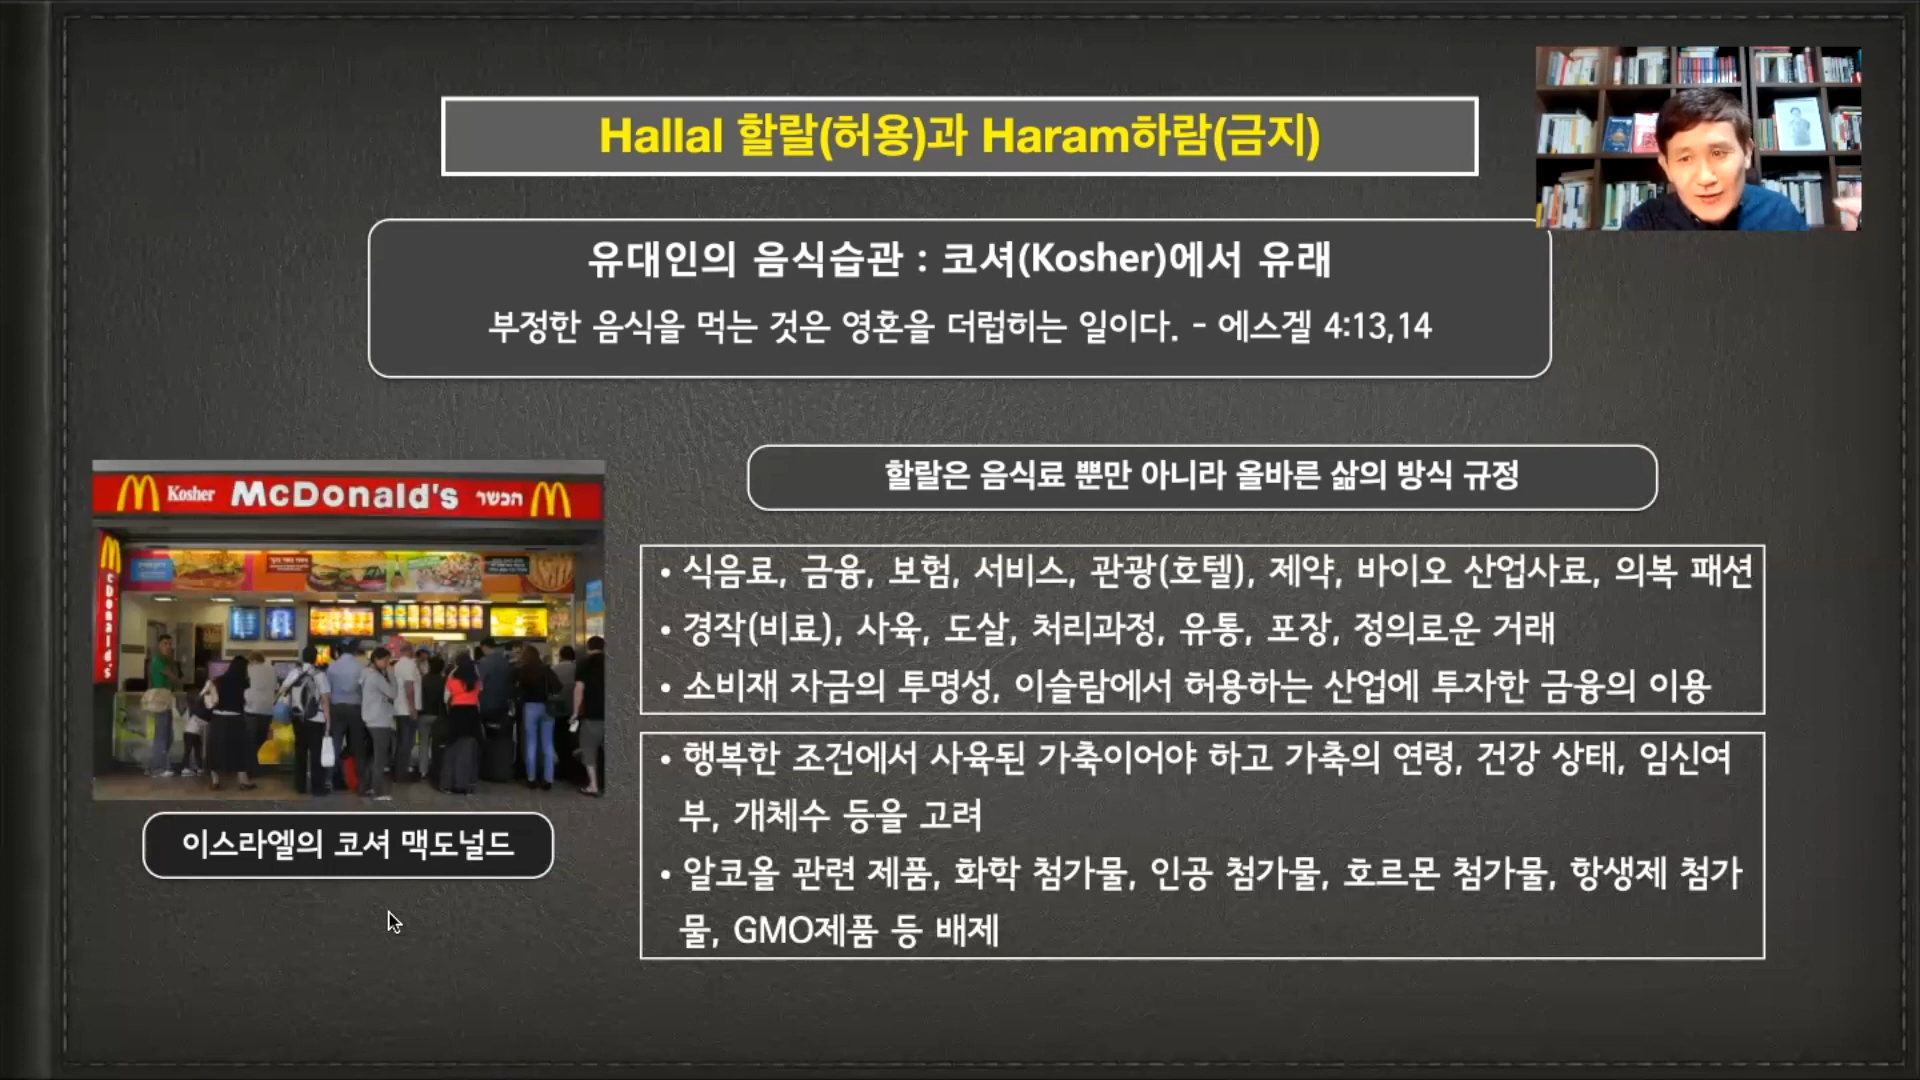 Hallal 할랄(허용)과 Haram하람(금지)
유대인의 음식습관 : 코셔(Kosher)에서 유래
부정한 음식을 먹는 것은 영혼을 더럽히는 일이다. - 에스겔 4:13,14
Kosher McDonald's הכשר
McDonald's
이스라엘의 코셔 맥도널드
할랄은 음식료 뿐만 아니라 올바른 삶의 방식 규정
• 식음료, 금융, 보험, 서비스, 관광(호텔), 제약, 바이오 산업사료, 의복 패션
• 경작(비료), 사육, 도살, 처리과정, 유통, 포장, 정의로운 거래
• 소비재 자금의 투명성, 이슬람에서 허용하는 산업에 투자한 금융의 이용
• 행복한 조건에서 사육된 가축이어야 하고 가축의 연령, 건강 상태, 임신여
부, 개체수 등을 고려
• 알코올 관련 제품, 화학 첨가물, 인공 첨가물, 호르몬 첨가물, 항생제 첨가
물, GMO제품 등 배제